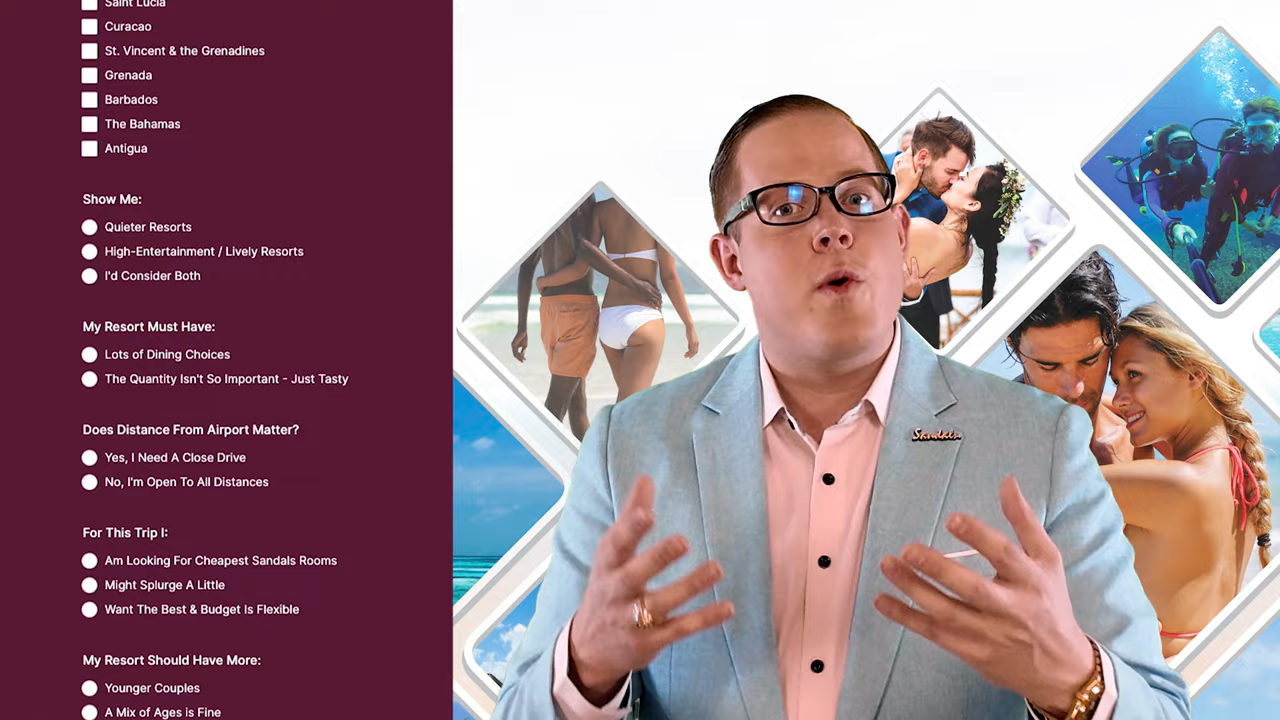 Saint Lucia
Curacao
St. Vincent & the Grenadines
Grenada
Barbados
The Bahamas
Antigua
Show Me:
Quieter Resorts
High-Entertainment / Lively Resorts
I'd Consider Both
My Resort Must Have:
Lots of Dining Choices
The Quantity Isn't So Important - Just Tasty
Does Distance From Airport Matter?
Yes, I Need A Close Drive
No, I'm Open To All Distances
For This Trip I:
Am Looking For Cheapest Sandals Rooms
Might Splurge A Little
Want The Best & Budget Is Flexible
My Resort Should Have More:
Younger Couples
A Mix of Ages is Fine
Sandals